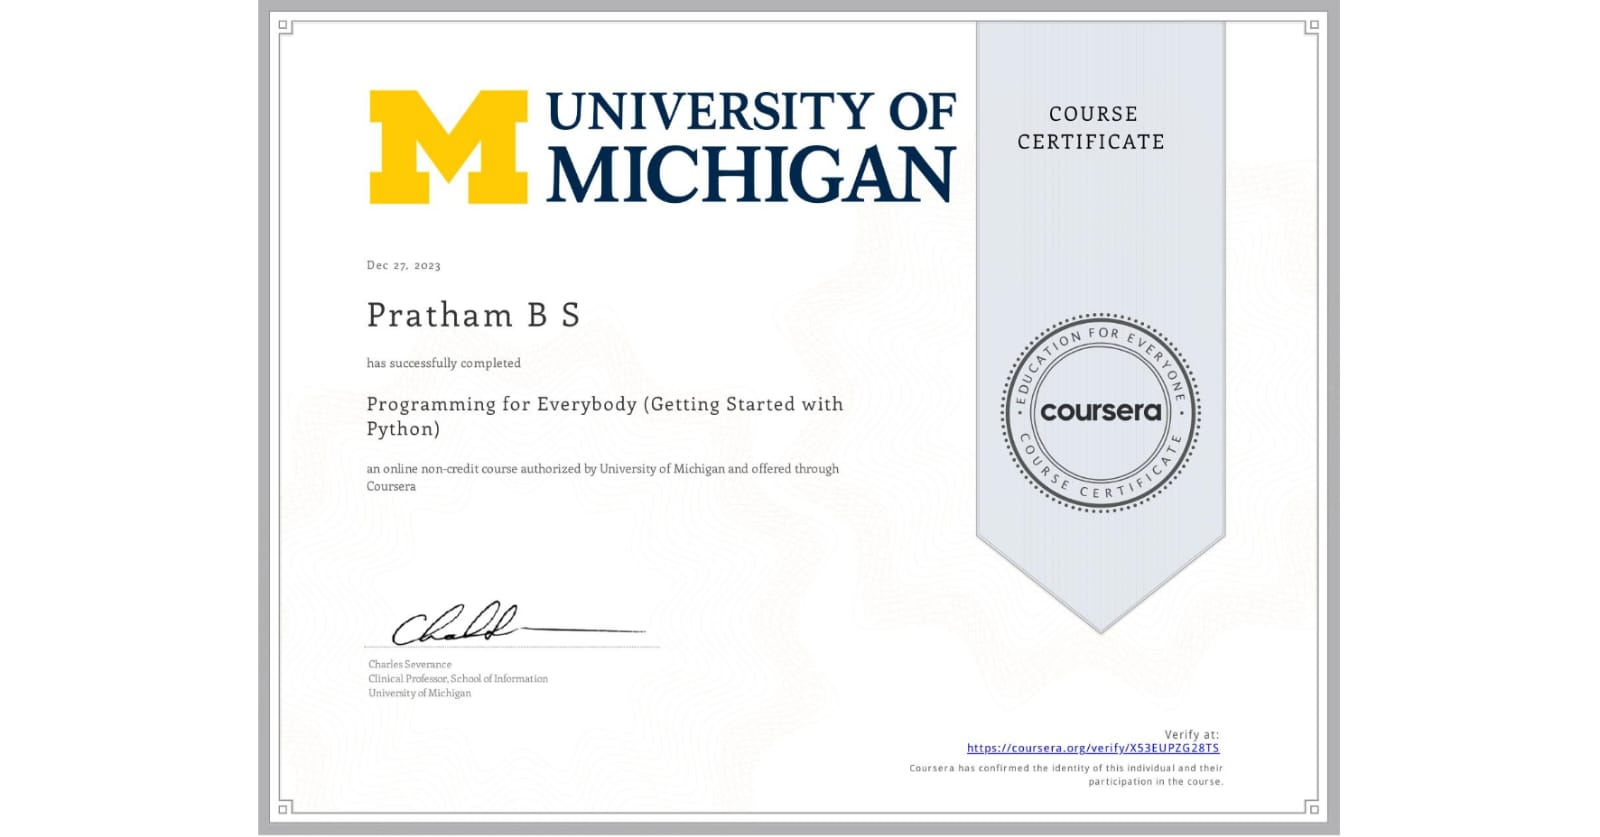 UNIVERSITY OF
MICHIGAN
COURSE
CERTIFICATE
Dec 27, 2023
Pratham B S
has successfully completed
Programming for Everybody (Getting Started with
Python)
an online non-credit course authorized by University of Michigan and offered through
Coursera
EDUCATION FOR EVERYONE
coursera
COURSE CERTIFICATE
Charles Severance
Clinical Professor, School of Information
University of Michigan
Verify at:
https://coursera.org/verify/X53EUPZG28TS
Coursera has confirmed the identity of this individual and their
participation in the course.